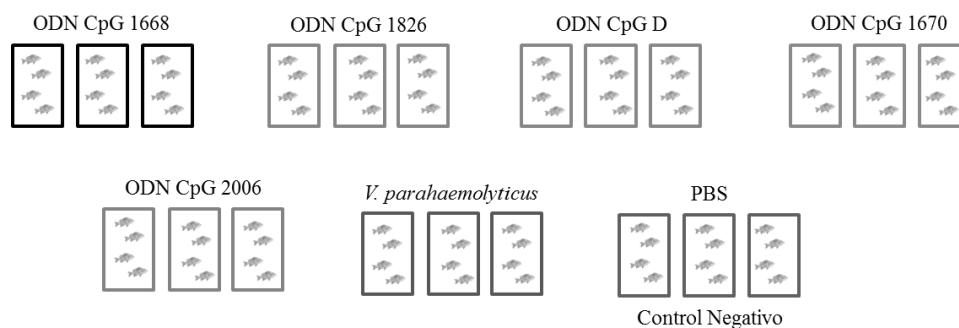 ODN CpG 1668
ODN CpG 1826
ODN CpG D
ODN CpG 1670
ODN CpG 2006
V. parahaemolyticus
PBS
Control Negativo